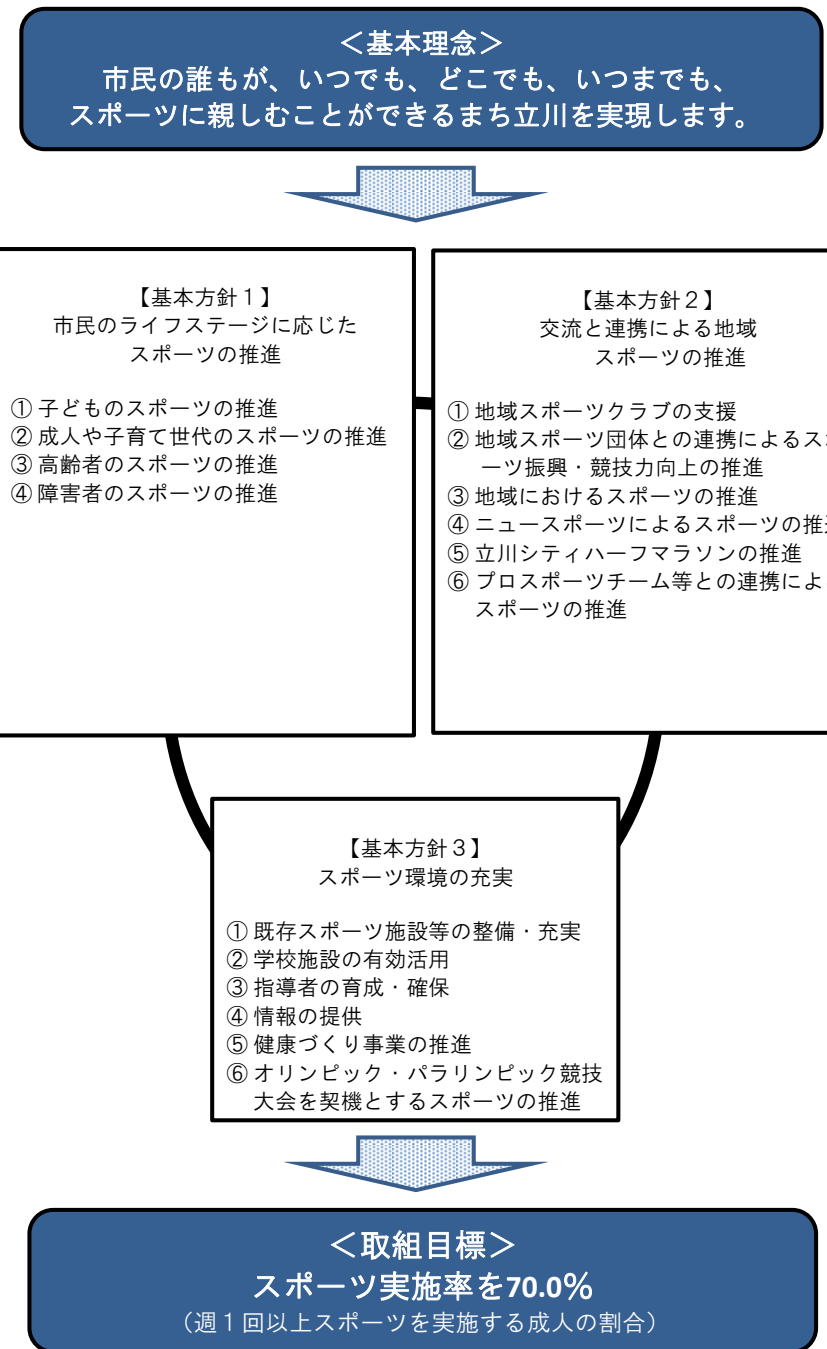 ＜基本理念＞
市民の誰もが、いつでも、どこでも、いつまでも、
スポーツに親しむことができるまち立川を実現します。
【基本方針１】
市民のライフステージに応じた
スポーツの推進
① 子どものスポーツの推進
② 成人や子育て世代のスポーツの推進
③ 高齢者のスポーツの推進
④ 障害者のスポーツの推進
【基本方針２】
交流と連携による地域
スポーツの推進
① 地域スポーツクラブの支援
② 地域スポーツ団体との連携によるス
ーツ振興・競技力向上の推進
③ 地域におけるスポーツの推進
④ ニュースポーツによるスポーツの推
⑤ 立川シティハーフマラソンの推進
⑥ プロスポーツチーム等との連携によ
スポーツの推進
【基本方針３】
スポーツ環境の充実
① 既存スポーツ施設等の整備・充実
② 学校施設の有効活用
③ 指導者の育成・確保
④ 情報の提供
⑤ 健康づくり事業の推進
⑥ オリンピック・パラリンピック競技
大会を契機とするスポーツの推進
＜取組目標＞
スポーツ実施率を70.0％
（週１回以上スポーツを実施する成人の割合）